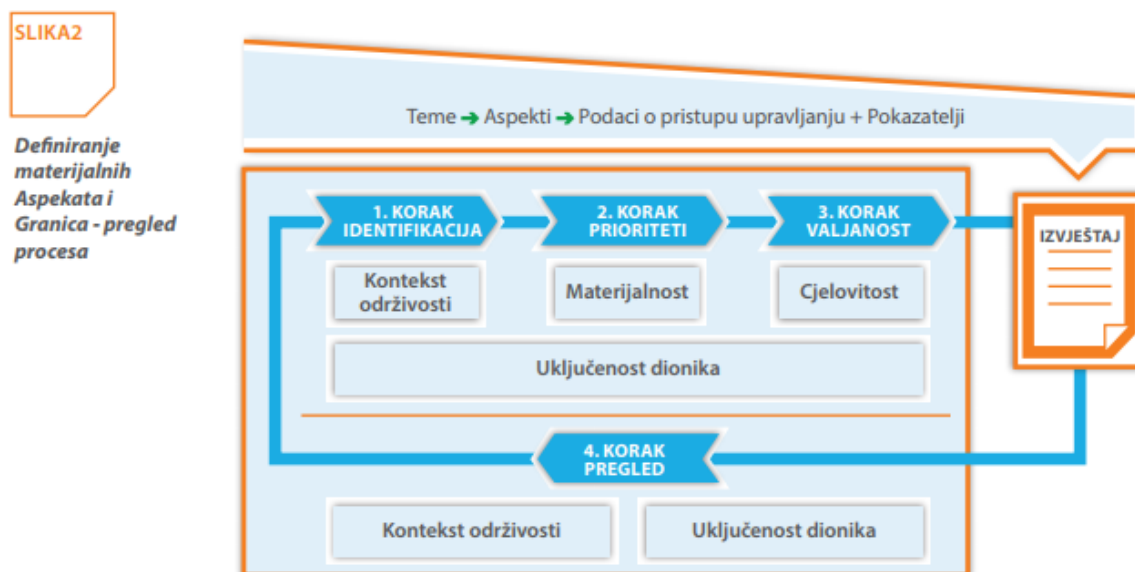 SLIKA2
Definiranje
materijalnih
Aspekata i
Granica - pregled
procesa
Teme ➔ Aspekti ➔ Podaci o pristupu upravljanju + Pokazatelji
1. KORAK
IDENTIFIKACIJA
2. KORAK
PRIORITETI
3. KORAK
VALJANOST
IZVJEŠTAJ
Kontekst
održivosti
Materijalnost
Cjelovitost
Uključenost dionika
4. KORAK
PREGLED
Kontekst održivosti
Uključenost dionika